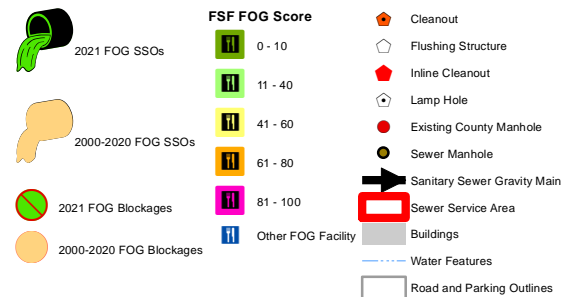 2021 FOG SSOs
2000-2020 FOG SSOs
2021 FOG Blockages
2000-2020 FOG Blockages
FSF FOG Score
0 - 10
11 - 40
41 - 60
61 - 80
81 - 100
Other FOG Facility
Cleanout
Flushing Structure
Inline Cleanout
Lamp Hole
Existing County Manhole
Sewer Manhole
Sanitary Sewer Gravity Main
Sewer Service Area
Buildings
Water Features
Road and Parking Outlines